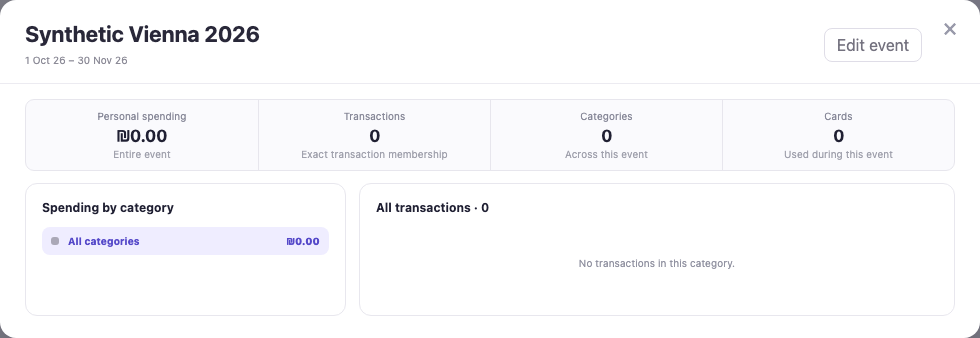 Synthetic Vienna 2026
1 Oct 26 – 30 Nov 26
Edit event
×
Personal spending
₪0.00
Entire event
Transactions
0
Exact transaction membership
Categories
0
Across this event
Cards
0
Used during this event
Spending by category
All categories ₪0.00
All transactions · 0
No transactions in this category.